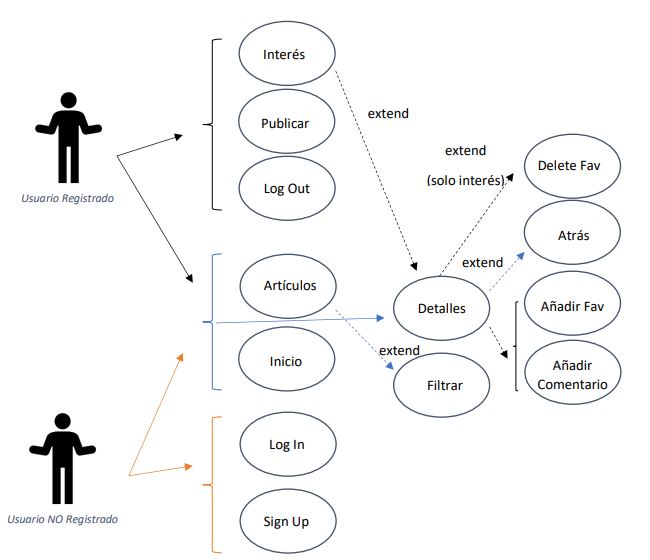 Interés
Publicar
Log Out
Usuario Registrado
extend
extend
(solo interés)
Delete Fav
Atrás
extend
Artículos
Detalles
Añadir Fav
Inicio
extend
Filtrar
Añadir
Comentario
Log In
Usuario NO Registrado
Sign Up